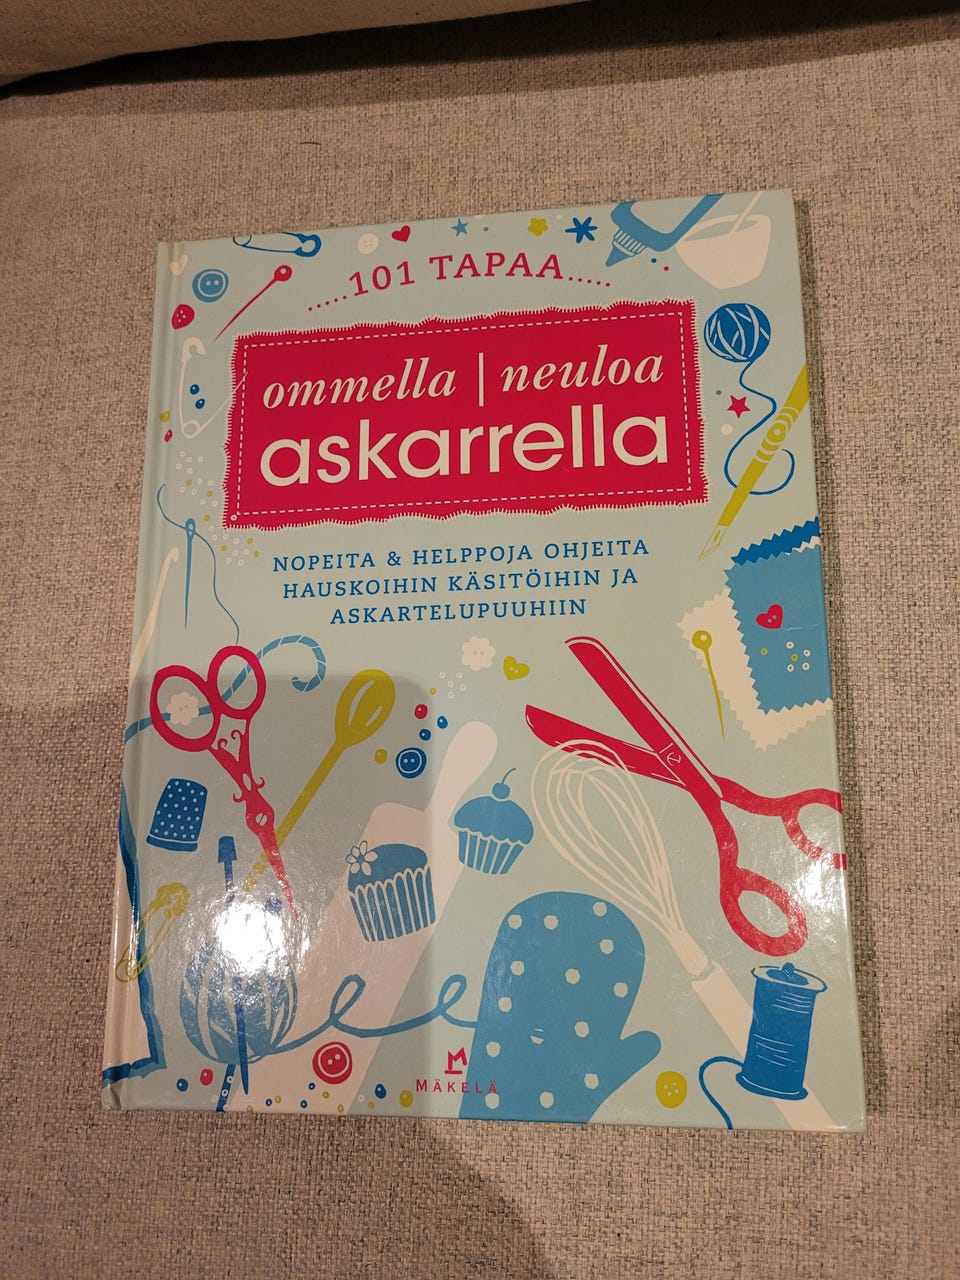 .....101 TAPAA.....
ommella | neuloa
askarrella
NOPEITA & HELPPOJA OHJEITA
HAUSKOIHIN KÄSITÖIHIN JA
ASKARTELUPUUHIIN
M
MÄKELÄ